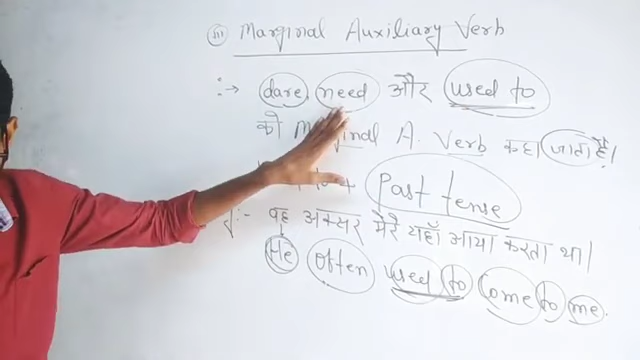 (iii) Marginal Auxiliary Verb
:→ dare, need और used to
को Marginal A. Verb कहा जाता है।
Past tense
वह अक्सर मेरे यहाँ आया करता था।
He often used to come to me.